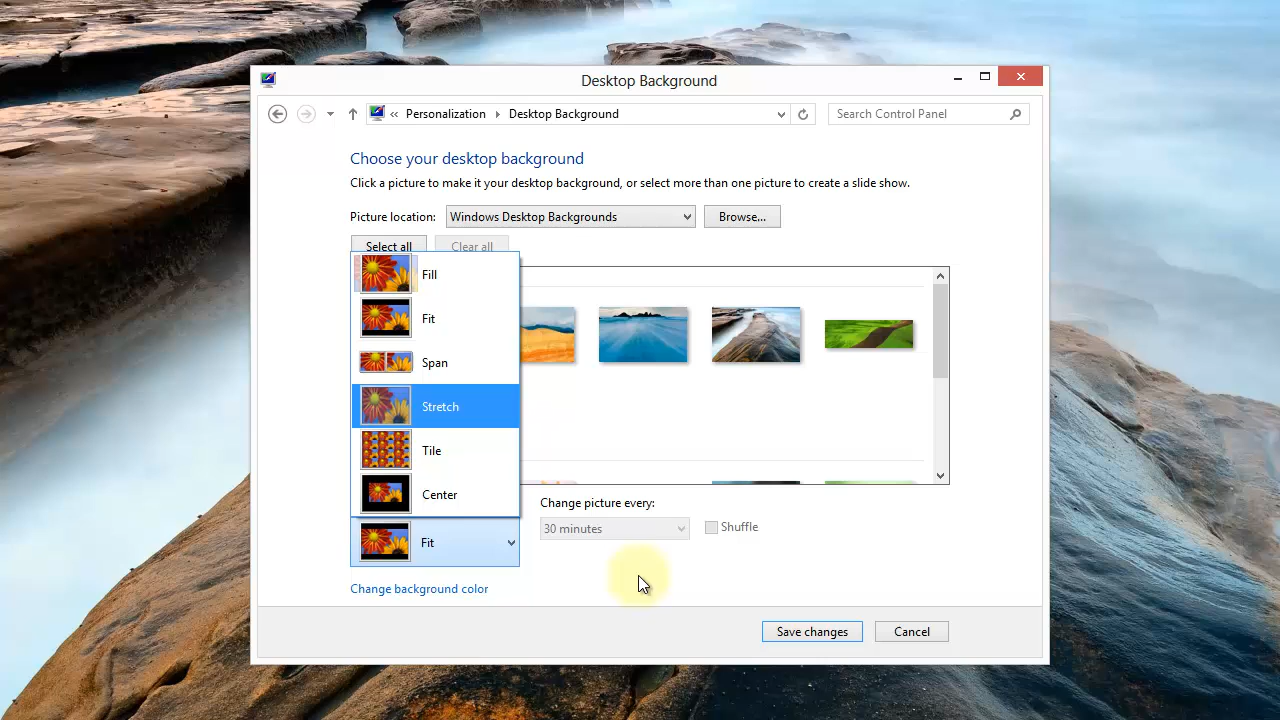 Desktop Background
« Personalization Desktop Background
Search Control Panel
Choose your desktop background
Click a picture to make it your desktop background, or select more than one picture to create a slide show.
Picture location: Windows Desktop Backgrounds Browse...
Select all Clear all
Fill
Fit
Span
Stretch
Tile
Center
Change picture every:
Fit
30 minutes
Shuffle
Change background color
Save changes Cancel